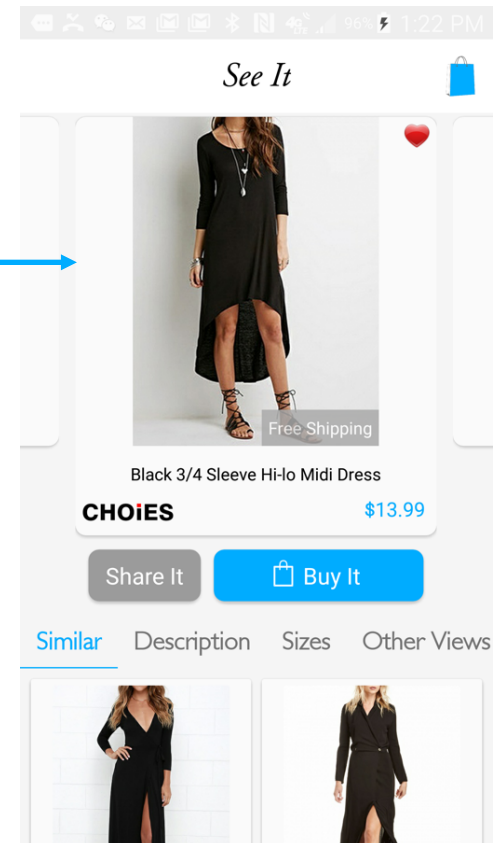 96% 1:22 PM
See It
Free Shipping
Black 3/4 Sleeve Hi-lo Midi Dress
CHOiES
$13.99
Share It
Buy It
Similar Description Sizes Other Views